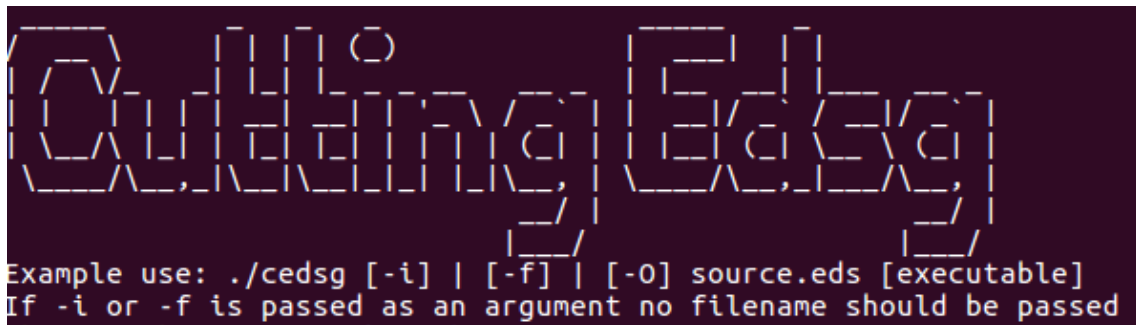 Cutting Edsg
Example use: ./cedsg [-i] | [-f] | [-O] source.eds [executable]
If -i or -f is passed as an argument no filename should be passed